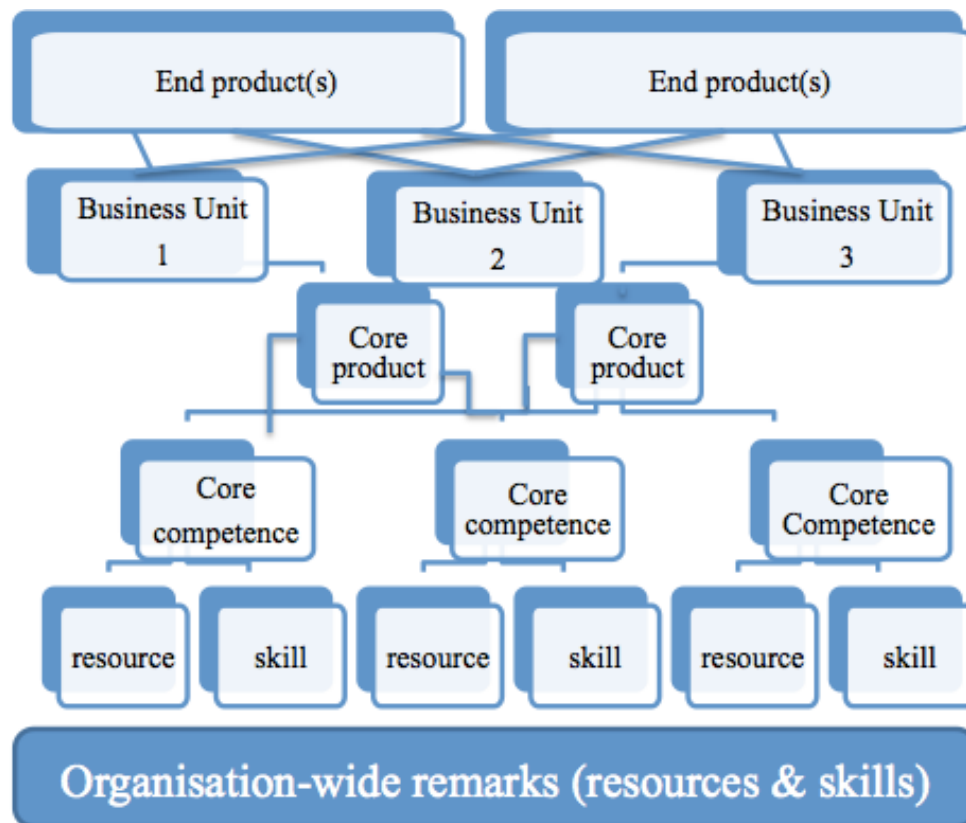 End product(s)
End product(s)
Business Unit
1
Business Unit
2
Business Unit
3
Core
product
Core
product
Core
competence
Core
competence
Core
Competence
resource
skill
resource
skill
resource
skill
Organisation-wide remarks (resources & skills)